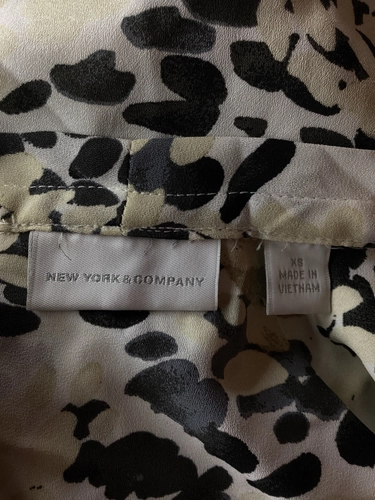 NEW YORK & COMPANY
XS
MADE IN
VIETNAM